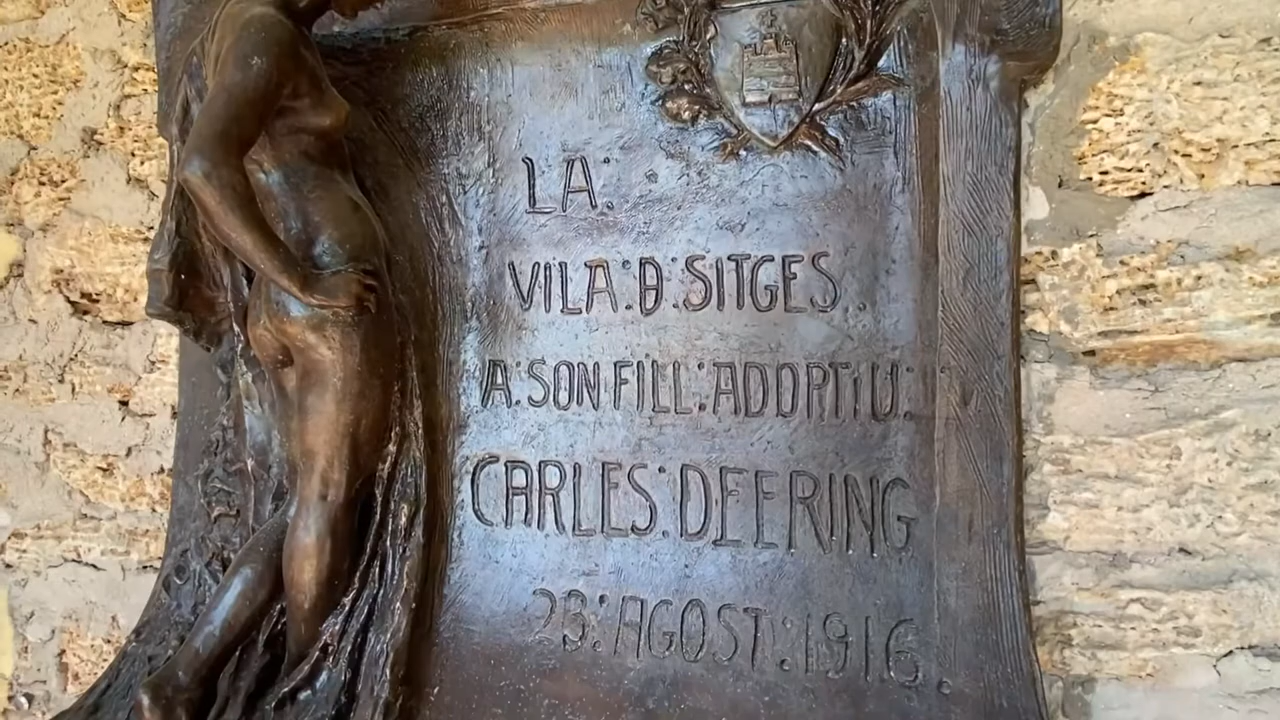 LA:
VILA:Đ:SITGES.
A:SON FILL:ADOPTIU:
CARLES:DEERING
23:AGOST:1916.